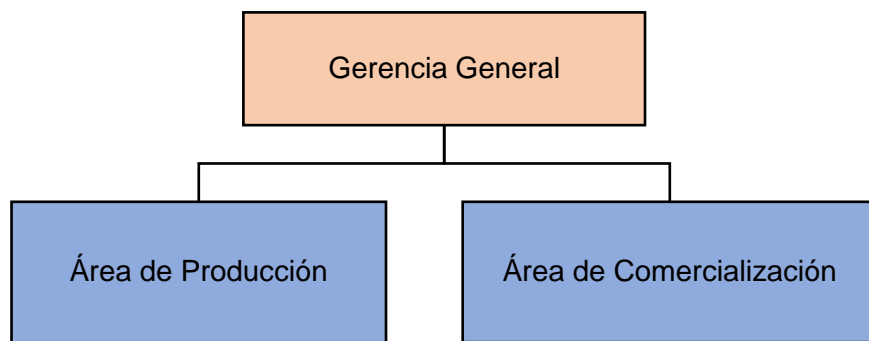 Gerencia General
Área de Producción
Área de Comercialización